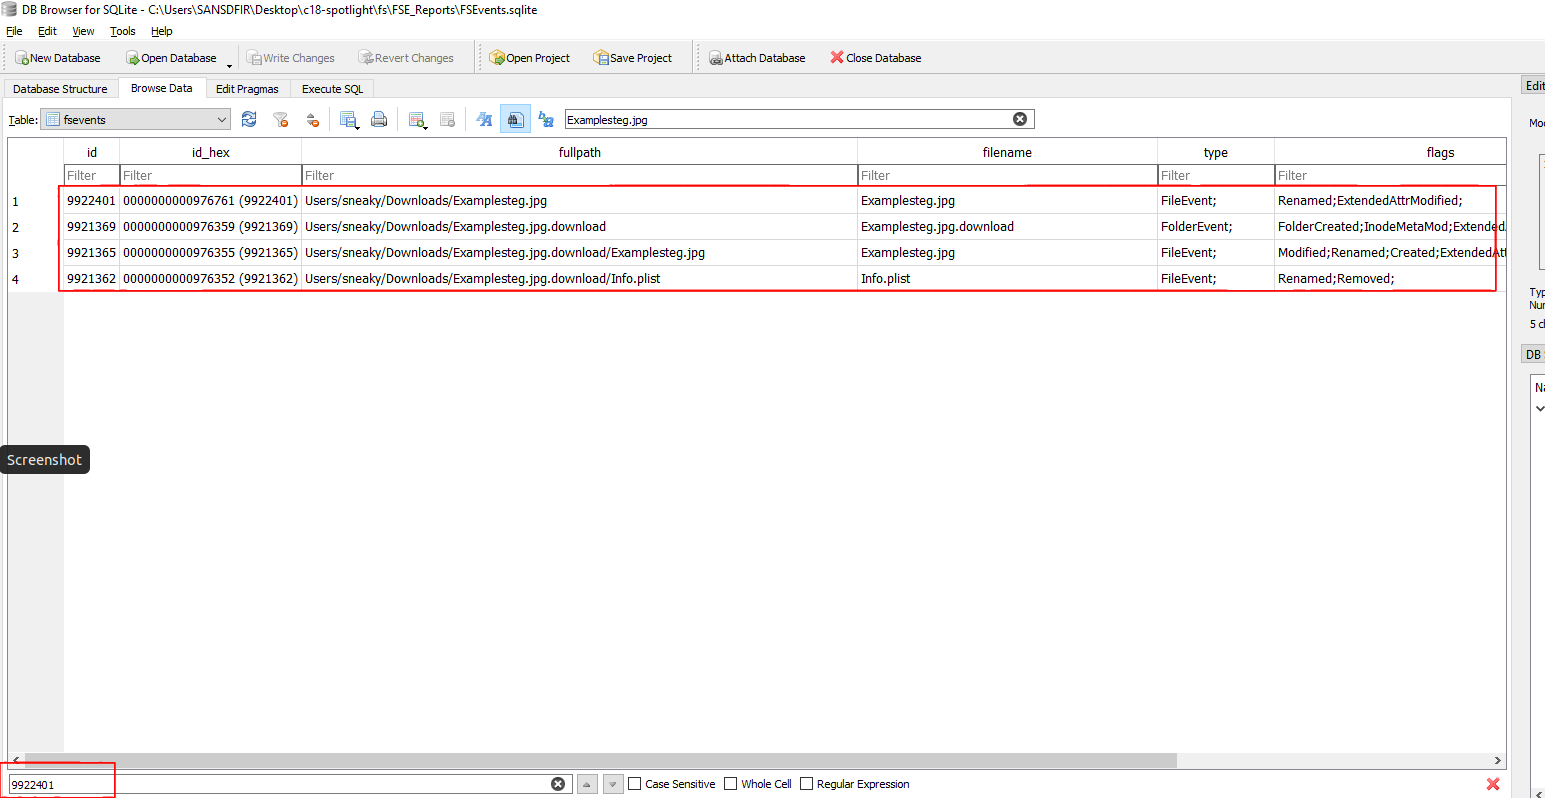 DB Browser for SQLite - C:\Users\SANSDFIR\Desktop\c18-spotlight\fs\FSE_Reports\FSEvents.sqlite
File Edit View Tools Help
New Database Open Database Write Changes Revert Changes Open Project Save Project Attach Database Close Database
Database Structure Browse Data Edit Pragmas Execute SQL Edit
Table: fsevents Examplesteg.jpg
id id_hex fullpath filename type flags
Filter Filter Filter Filter Filter Filter
1 9922401 0000000000976761 (9922401) Users/sneaky/Downloads/Examplesteg.jpg Examplesteg.jpg FileEvent; Renamed;ExtendedAttrModified;
2 9921369 0000000000976359 (9921369) Users/sneaky/Downloads/Examplesteg.jpg.download Examplesteg.jpg.download FolderEvent; FolderCreated;InodeMetaMod;ExtendedA
3 9921365 0000000000976355 (9921365) Users/sneaky/Downloads/Examplesteg.jpg.download/Examplesteg.jpg Examplesteg.jpg FileEvent; Modified;Renamed;Created;ExtendedAtt
4 9921362 0000000000976352 (9921362) Users/sneaky/Downloads/Examplesteg.jpg.download/Info.plist Info.plist FileEvent; Renamed;Removed;
DB
Screenshot
9922401 Case Sensitive Whole Cell Regular Expression